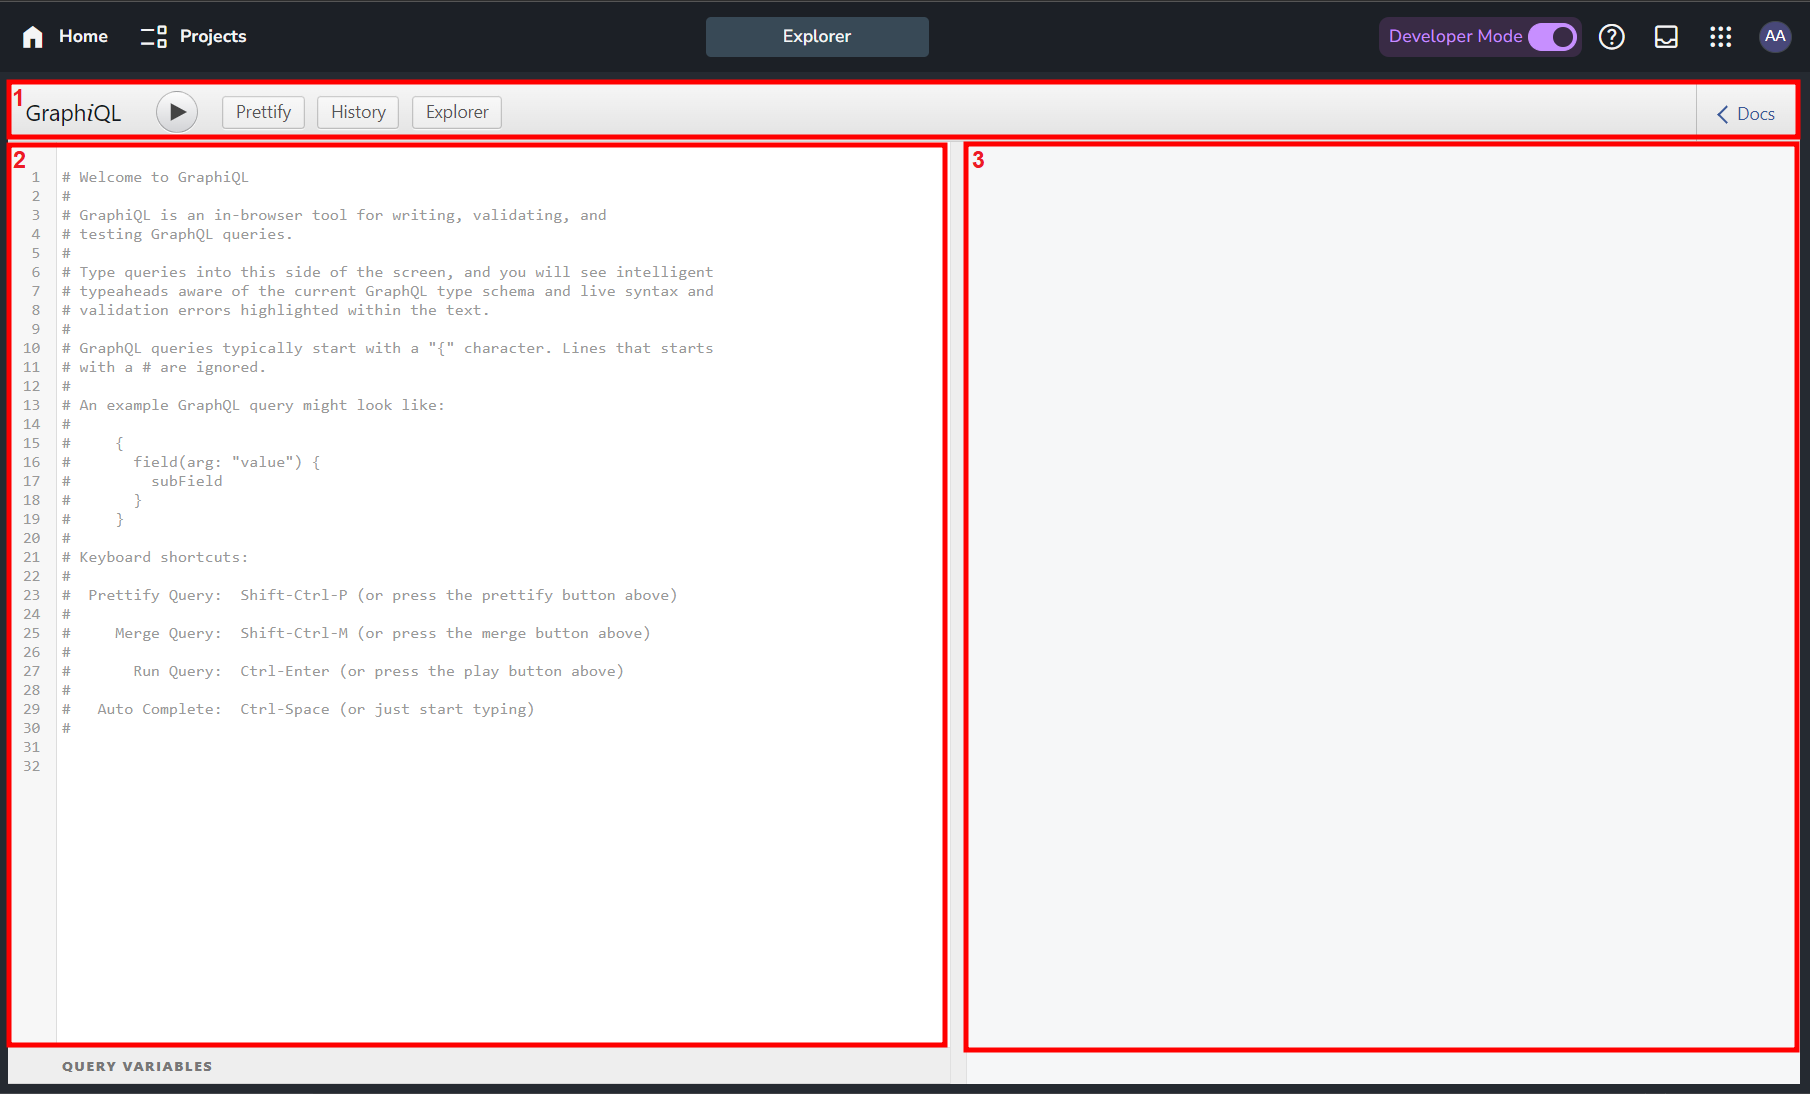 Home Projects Explorer Developer Mode AA
1 GraphiQL Prettify History Explorer Docs
2
3
1 # Welcome to GraphiQL
2 #
3 # GraphiQL is an in-browser tool for writing, validating, and
4 # testing GraphQL queries.
5 #
6 # Type queries into this side of the screen, and you will see intelligent
7 # typeaheads aware of the current GraphQL type schema and live syntax and
8 # validation errors highlighted within the text.
9 #
10 # GraphQL queries typically start with a "{" character. Lines that starts
11 # with a # are ignored.
12 #
13 # An example GraphQL query might look like:
14 #
15 #     {
16 #       field(arg: "value") {
17 #         subField
18 #       }
19 #     }
20 #
21 # Keyboard shortcuts:
22 #
23 #  Prettify Query:  Shift-Ctrl-P (or press the prettify button above)
24 #
25 #     Merge Query:  Shift-Ctrl-M (or press the merge button above)
26 #
27 #       Run Query:  Ctrl-Enter (or press the play button above)
28 #
29 #   Auto Complete:  Ctrl-Space (or just start typing)
30 #
31
32
QUERY VARIABLES